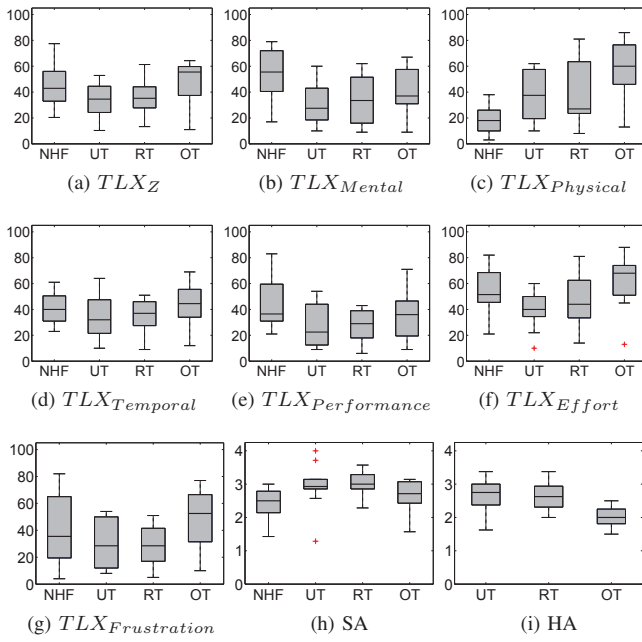 100
80
60
40
20
0
NHF UT RT OT
(a) TLX_Z
100
80
60
40
20
0
NHF UT RT OT
(b) TLX_Mental
100
80
60
40
20
0
NHF UT RT OT
(c) TLX_Physical
100
80
60
40
20
0
NHF UT RT OT
(d) TLX_Temporal
100
80
60
40
20
0
NHF UT RT OT
(e) TLX_Performance
100
80
60
40
20
0
NHF UT RT OT
(f) TLX_Effort
100
80
60
40
20
0
NHF UT RT OT
(g) TLX_Frustration
4
3
2
1
0
NHF UT RT OT
(h) SA
4
3
2
1
0
UT RT OT
(i) HA